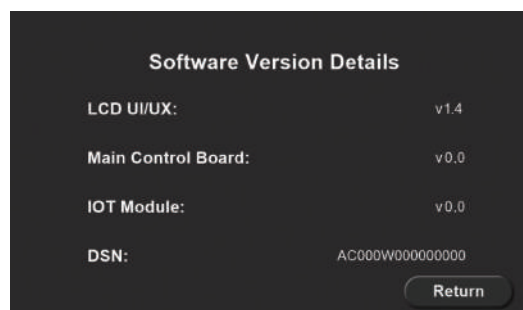 Software Version Details
LCD UI/UX: v1.4
Main Control Board: v0.0
IOT Module: v0.0
DSN: AC000W000000000
Return